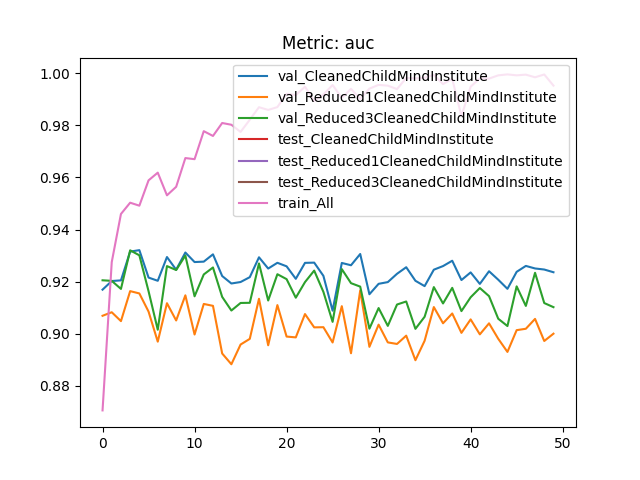 Metric: auc
1.00
0.98
0.96
0.94
0.92
0.90
0.88
val_CleanedChildMindInstitute
val_Reduced1CleanedChildMindInstitute
val_Reduced3CleanedChildMindInstitute
test_CleanedChildMindInstitute
test_Reduced1CleanedChildMindInstitute
test_Reduced3CleanedChildMindInstitute
train_All
0 10 20 30 40 50